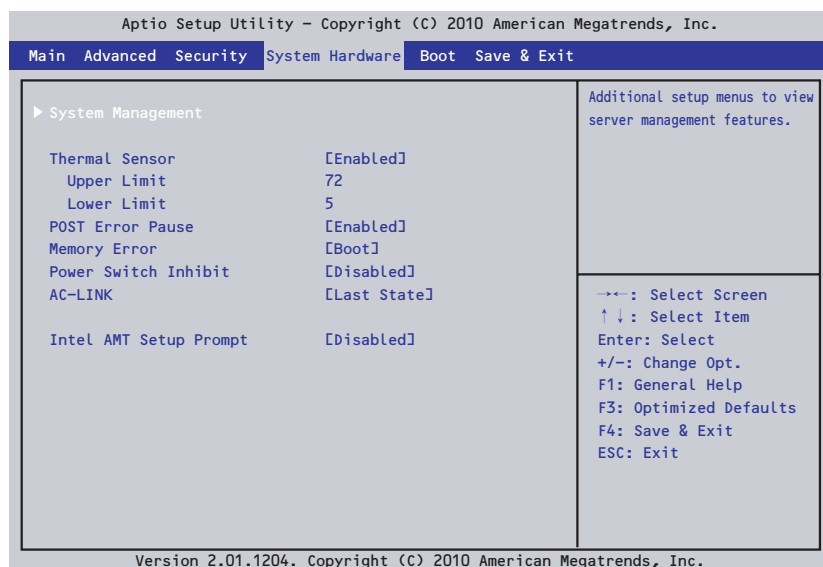 Aptio Setup Utility – Copyright (C) 2010 American Megatrends, Inc.
Main Advanced Security System Hardware Boot Save & Exit
▶ System Management
Thermal Sensor [Enabled]
Upper Limit 72
Lower Limit 5
POST Error Pause [Enabled]
Memory Error [Boot]
Power Switch Inhibit [Disabled]
AC-LINK [Last State]
Intel AMT Setup Prompt [Disabled]
Additional setup menus to view
server management features.
→←: Select Screen
↑↓: Select Item
Enter: Select
+/-: Change Opt.
F1: General Help
F3: Optimized Defaults
F4: Save & Exit
ESC: Exit
Version 2.01.1204. Copyright (C) 2010 American Megatrends, Inc.